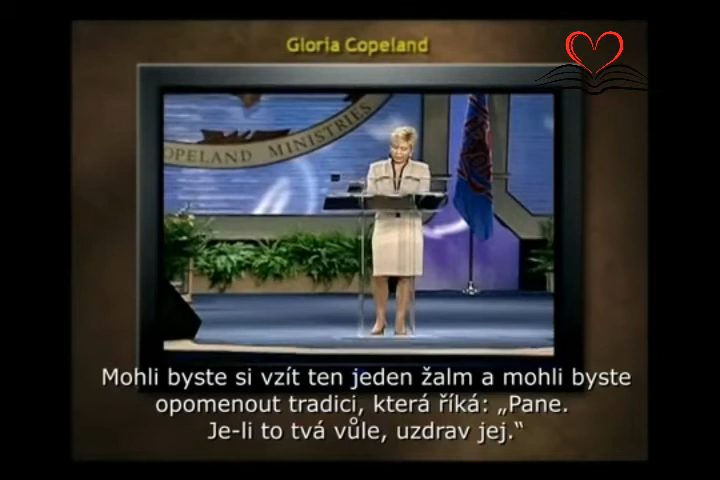 Gloria Copeland
OPELAND MINISTRIES
Mohli byste si vzít ten jeden žalm a mohli byste
opomenout tradici, která říká: „Pane.
Je-li to tvá vůle, uzdrav jej.“